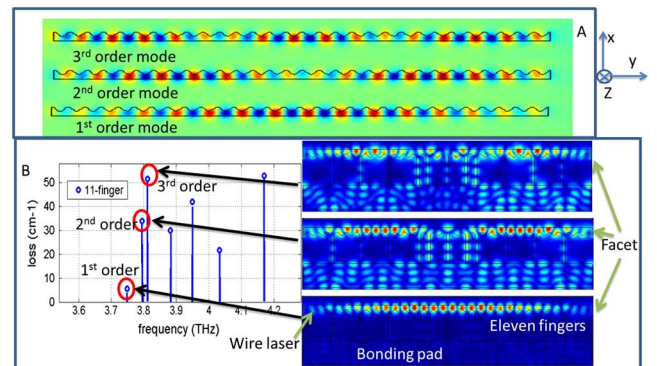 A
x
y
Z
3rd order mode
2nd order mode
1st order mode
B
11-finger
50
40
30
20
10
0
loss (cm-1)
3rd order
2nd order
1st order
3.6
3.7
3.8
3.9
4
4.1
4.2
frequency (THz)
Wire laser
Facet
Eleven fingers
Bonding pad